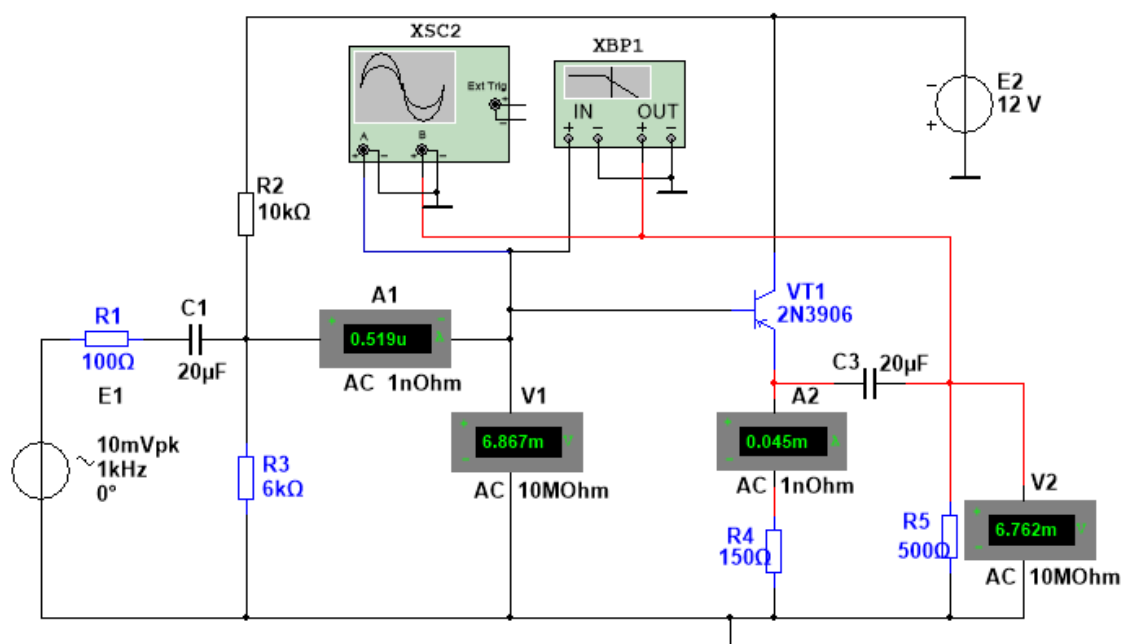 XSC2
XBP1
Ext Trig
+
-
IN
OUT
+ - + -
A
B
+ - + -
E2
12 V
-
+
R2
10kΩ
R1
100Ω
C1
20µF
A1
+ -
0.519u A
AC 1nOhm
VT1
2N3906
C3
20µF
E1
10mVpk
1kHz
0°
R3
6kΩ
V1
+
-
6.867m V
AC 10MOhm
A2
+
-
0.045m A
AC 1nOhm
R4
150Ω
R5
500Ω
V2
+
-
6.762m V
AC 10MOhm